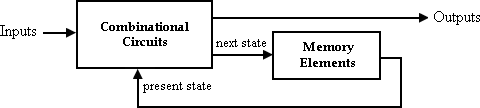 Inputs
Combinational
Circuits
Outputs
next state
Memory
Elements
present state